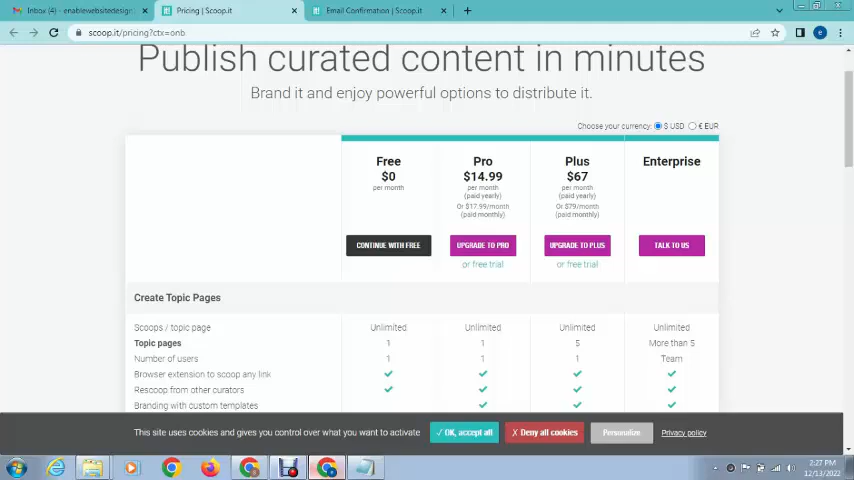 Inbox (4) - enablewebsitedesign
Pricing | Scoop.it
Email Confirmation | Scoop.it
scoop.it/pricing?ctx=onb
Publish curated content in minutes
Brand it and enjoy powerful options to distribute it.
Choose your currency: $ USD € EUR
Free Pro Plus Enterprise
$0 $14.99 $67
per month per month per month
(paid yearly) (paid yearly)
Or $17.99/month Or $79/month
(paid monthly) (paid monthly)
CONTINUE WITH FREE UPGRADE TO PRO UPGRADE TO PLUS TALK TO US
or free trial or free trial
Create Topic Pages
Scoops / topic page Unlimited Unlimited Unlimited Unlimited
Topic pages 1 1 5 More than 5
Number of users 1 1 1 Team
Browser extension to scoop any link
Rescoop from other curators
Branding with custom templates
This site uses cookies and gives you control over what you want to activate ✓ OK, accept all ✗ Deny all cookies Personalize Privacy policy
2:27 PM
12/13/2022